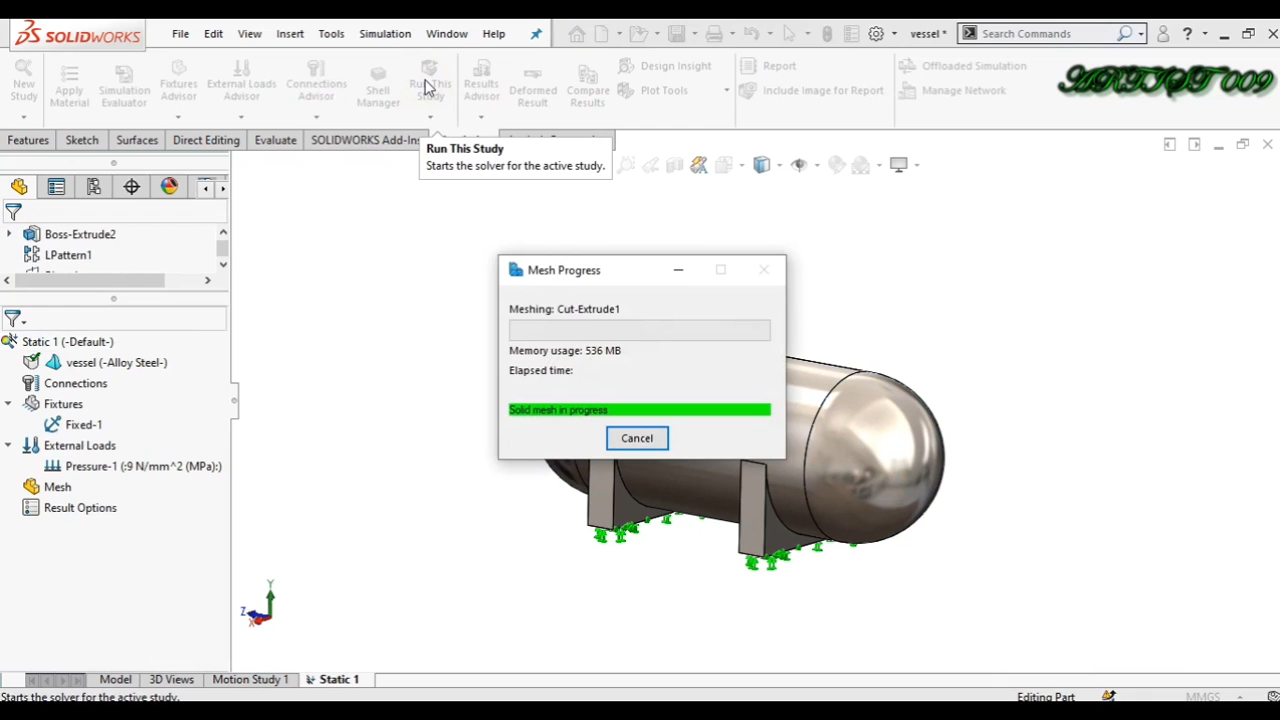 SOLIDWORKS
File Edit View Insert Tools Simulation Window Help
vessel *
Search Commands
?
New Study
Apply Material
Simulation Evaluator
Fixtures Advisor
External Loads Advisor
Connections Advisor
Shell Manager
Run This Study
Results Advisor
Deformed Result
Compare Results
Design Insight
Plot Tools
Report
Include Image for Report
Offloaded Simulation
Manage Network
ARTIST 009
Features Sketch Surfaces Direct Editing Evaluate SOLIDWORKS Add-Ins
Run This Study
Starts the solver for the active study.
Boss-Extrude2
LPattern1
Static 1 (-Default-)
vessel (-Alloy Steel-)
Connections
Fixtures
Fixed-1
External Loads
Pressure-1 (:9 N/mm^2 (MPa):)
Mesh
Result Options
Mesh Progress
Meshing: Cut-Extrude1
Memory usage: 536 MB
Elapsed time:
Solid mesh in progress
Cancel
Y
Z
X
Model 3D Views Motion Study 1 Static 1
Starts the solver for the active study.
Editing Part
MMGS